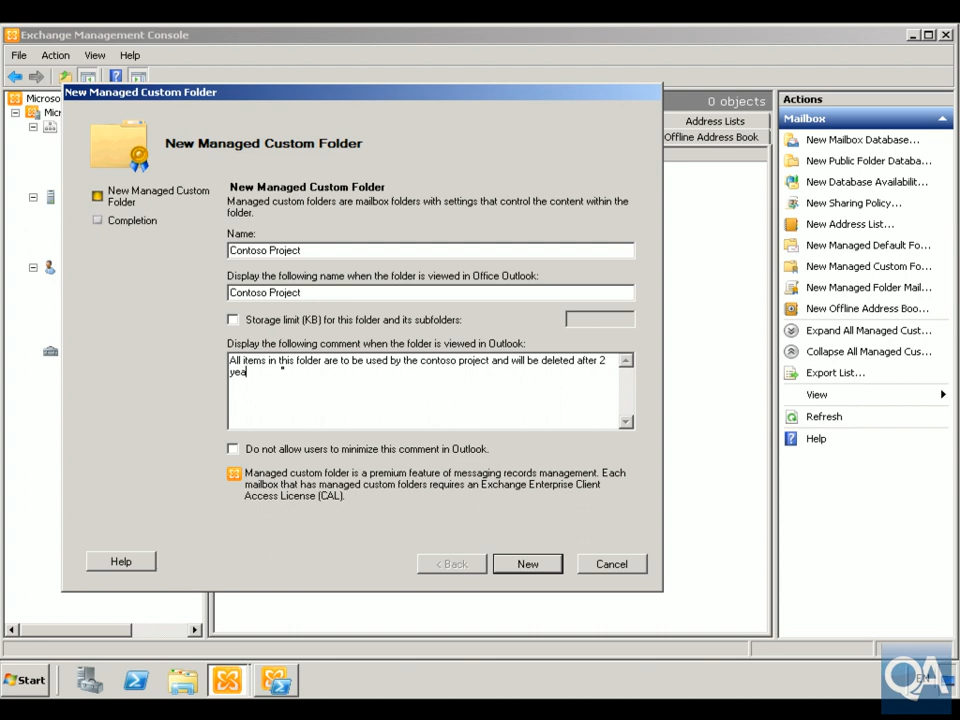 Exchange Management Console
File Action View Help
New Managed Custom Folder
Microso
Micr
0 objects
Address Lists
Offline Address Book
New Managed Custom Folder
New Managed Custom Folder
Completion
New Managed Custom Folder
Managed custom folders are mailbox folders with settings that control the content within the
folder.
Name:
Contoso Project
Display the following name when the folder is viewed in Office Outlook:
Contoso Project
Storage limit (KB) for this folder and its subfolders:
Display the following comment when the folder is viewed in Outlook:
All items in this folder are to be used by the contoso project and will be deleted after 2
yea
Do not allow users to minimize this comment in Outlook.
Managed custom folder is a premium feature of messaging records management. Each
mailbox that has managed custom folders requires an Exchange Enterprise Client
Access License (CAL).
Help
< Back
New
Cancel
Actions
Mailbox
New Mailbox Database...
New Public Folder Databa...
New Database Availabilit...
New Sharing Policy...
New Address List...
New Managed Default Fo...
New Managed Custom Fo...
New Managed Folder Mail...
New Offline Address Boo...
Expand All Managed Cust...
Collapse All Managed Cus...
Export List...
View
Refresh
Help
Start
EN
QA